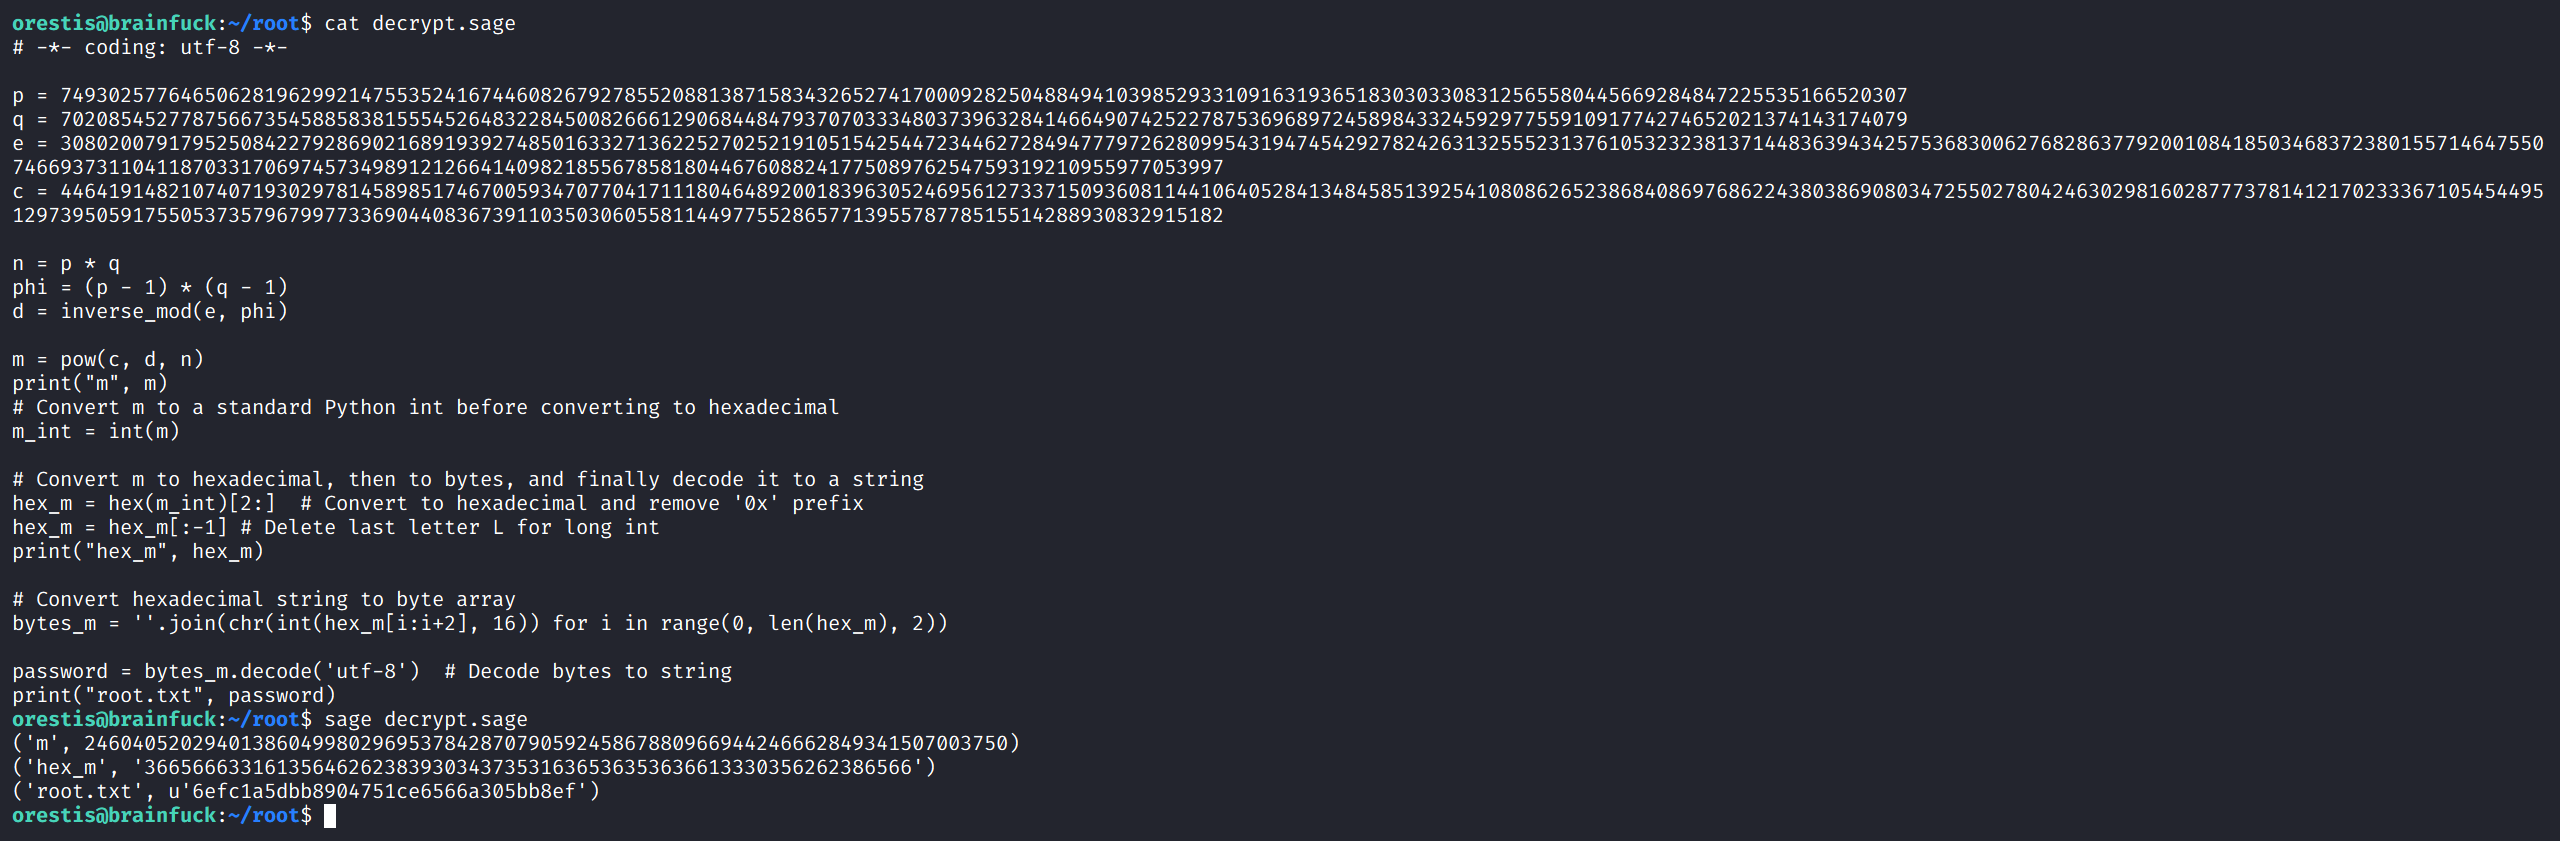 orestis@brainfuck:~/root$ cat decrypt.sage
# -*- coding: utf-8 -*-
p = 7493025776465062819629921475535241674460826792785520881387158343265274170009282504884941039852933109163193651830303308312565580445669284847225535166520307
q = 7020854527787566735458858381555452648322845008266612906844847937070333480373963284146649074252278753696897245898433245929775591091774274652021374143174079
e = 30802007917952508422792869021689193927485016332713622527025219105154254472344627284947779726280995431947454292782426313255523137610532323813714483639434257536830062768286377920010841850346837238015571464755074669373110411870331706974573498912126641409821855678581804467608824177508976254759319210955977053997
c = 44641914821074071930297814589851746700593470770417111804648920018396305246956127337150936081144106405284134845851392541080862652386840869768622438038690803472550278042463029816028777378141217023336710545449512973950591755053735796799773369044083673911035030605581144977552865771395578778515514288930832915182
n = p * q
phi = (p - 1) * (q - 1)
d = inverse_mod(e, phi)
m = pow(c, d, n)
print("m", m)
# Convert m to a standard Python int before converting to hexadecimal
m_int = int(m)
# Convert m to hexadecimal, then to bytes, and finally decode it to a string
hex_m = hex(m_int)[2:]  # Convert to hexadecimal and remove '0x' prefix
hex_m = hex_m[:-1] # Delete last letter L for long int
print("hex_m", hex_m)
# Convert hexadecimal string to byte array
bytes_m = ''.join(chr(int(hex_m[i:i+2], 16)) for i in range(0, len(hex_m), 2))
password = bytes_m.decode('utf-8')  # Decode bytes to string
print("root.txt", password)
orestis@brainfuck:~/root$ sage decrypt.sage
('m', 24604052029401386049980296953784287079059245867880966944246662849341507003750)
('hex_m', '3665666331613564626238393034373531636536353636613330356262386566')
('root.txt', u'6efc1a5dbb8904751ce6566a305bb8ef')
orestis@brainfuck:~/root$